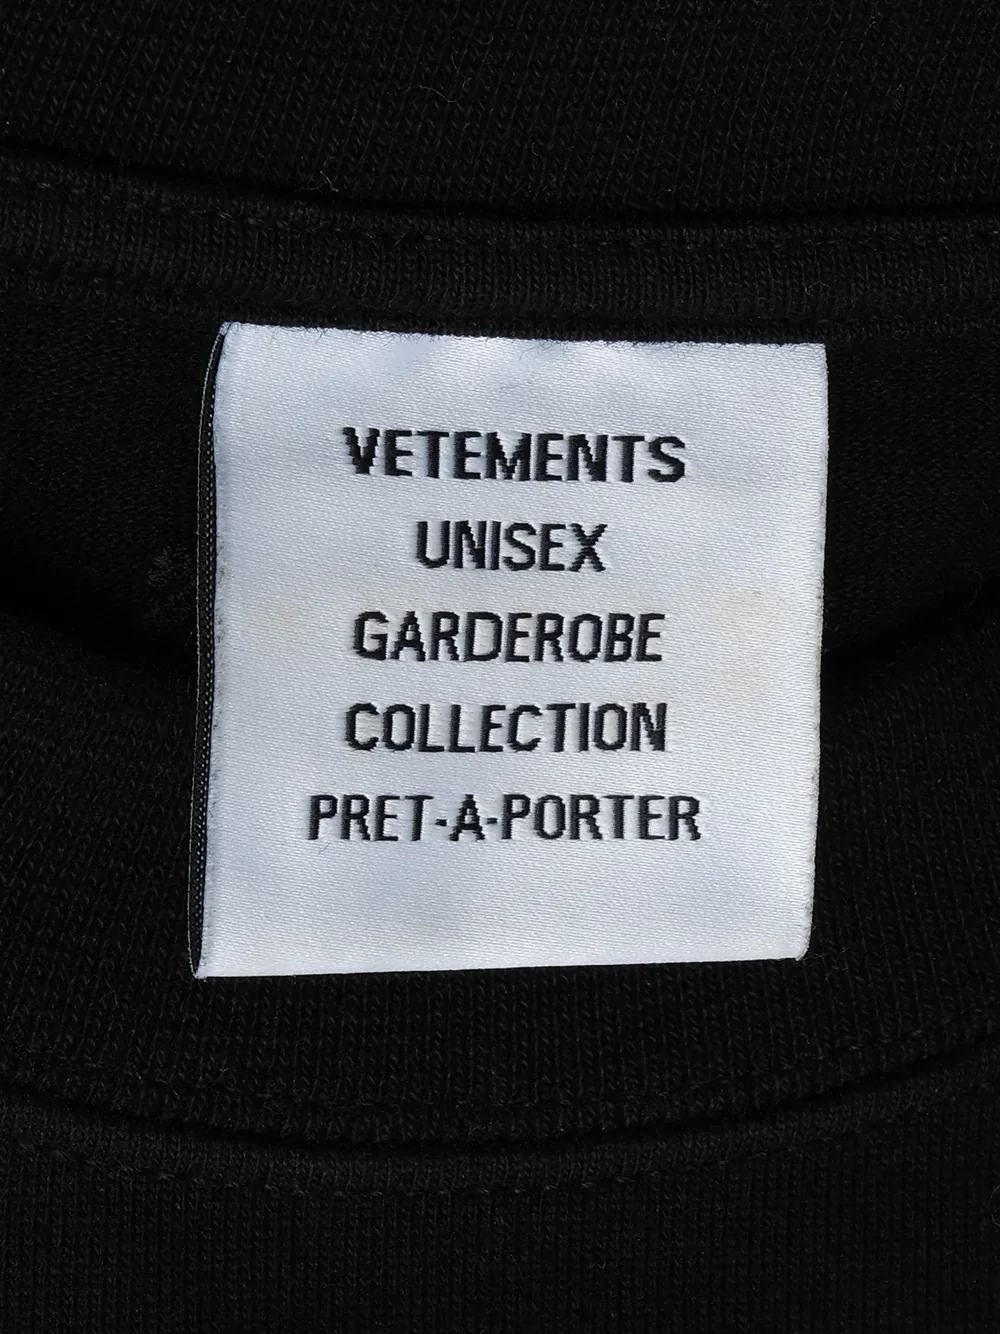 VETEMENTS
UNISEX
GARDEROBE
COLLECTION
PRET-A-PORTER